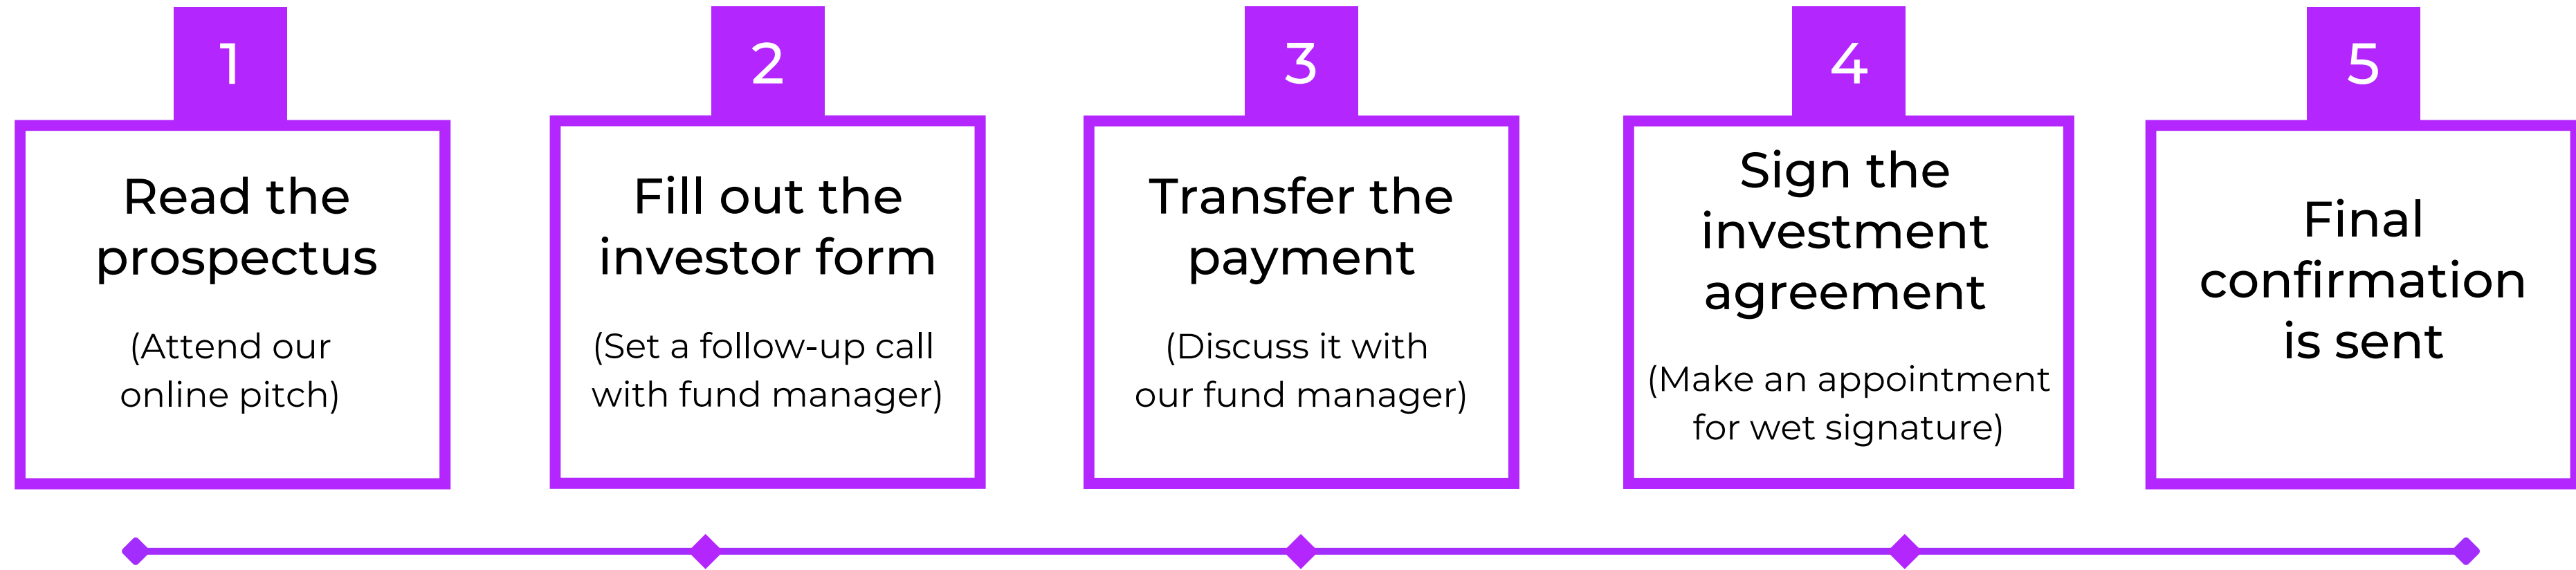 1
Read the
prospectus
(Attend our
online pitch)
2
Fill out the
investor form
(Set a follow-up call
with fund manager)
3
Transfer the
payment
(Discuss it with
our fund manager)
4
Sign the
investment
agreement
(Make an appointment
for wet signature)
5
Final
confirmation
is sent